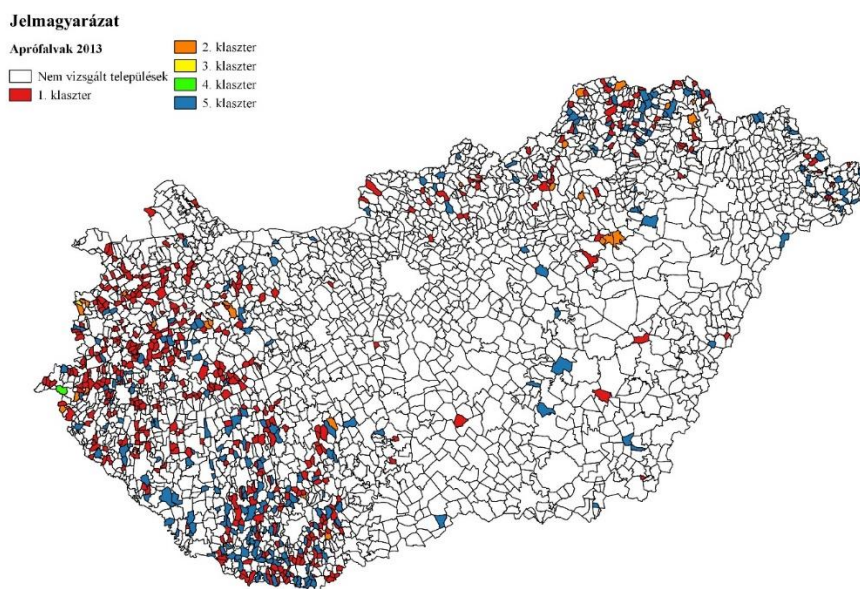 Jelmagyarázat
Aprófalvak 2013
Nem vizsgált települések
1. klaszter
2. klaszter
3. klaszter
4. klaszter
5. klaszter